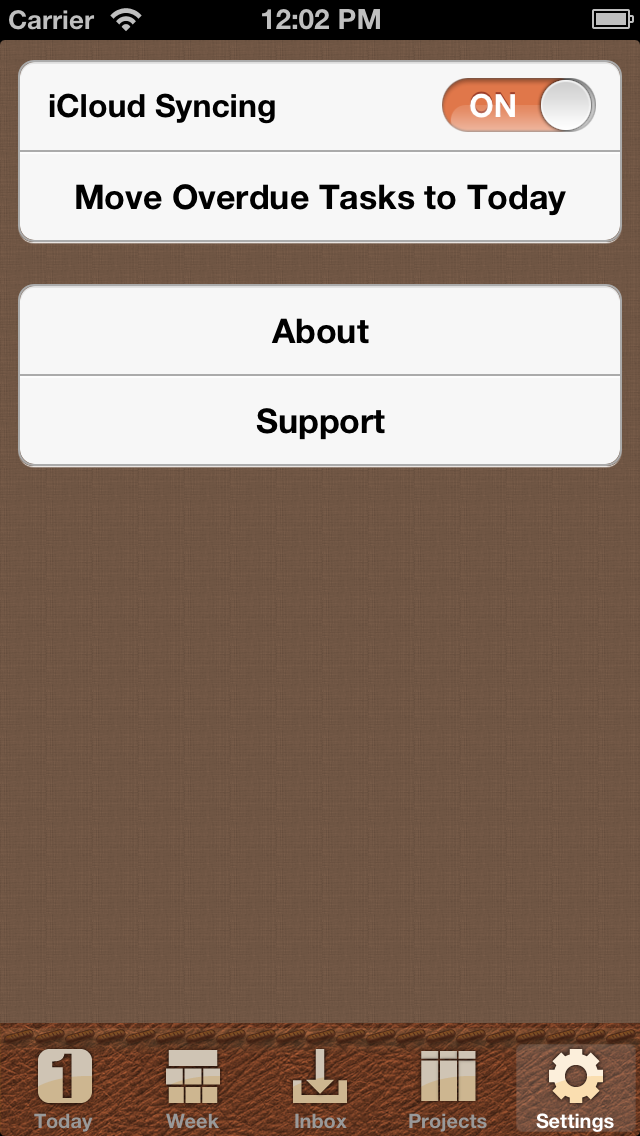 Carrier 12:02 PM
iCloud Syncing ON
Move Overdue Tasks to Today
About
Support
1
Today Week Inbox Projects Settings